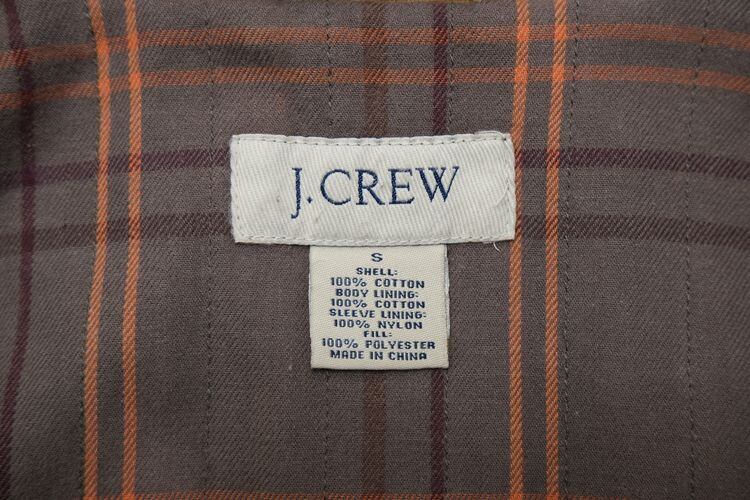 J.CREW
S
SHELL:
100% COTTON
BODY LINING:
100% COTTON
SLEEVE LINING:
100% NYLON
FILL:
100% POLYESTER
MADE IN CHINA